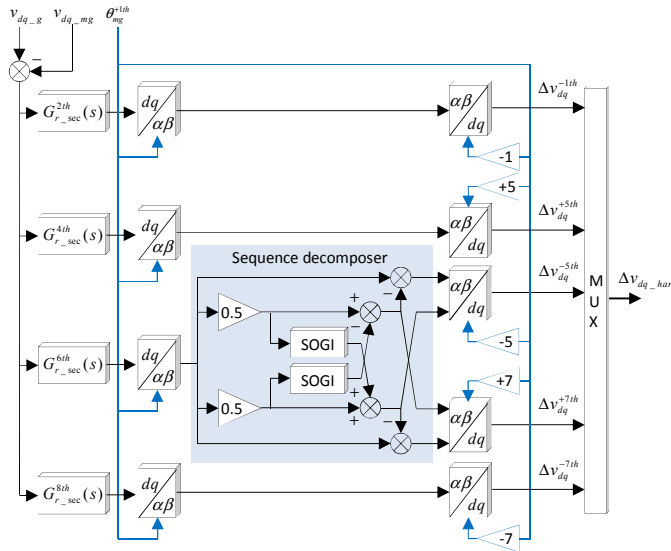 v_{dq_g} v_{dq_mg} θ_{mg}^{+1th}
−
G_{r_sec}^{2th}(s) dq αβ αβ dq Δv_{dq}^{-1th}
-1
+5
G_{r_sec}^{4th}(s) dq αβ αβ dq Δv_{dq}^{+5th}
Sequence decomposer
αβ dq Δv_{dq}^{-5th}
−
0.5 + −
SOGI
-5
MUX Δv_{dq_har}
G_{r_sec}^{6th}(s) dq αβ
SOGI
+7
0.5 + +
−
αβ dq Δv_{dq}^{+7th}
G_{r_sec}^{8th}(s) dq αβ αβ dq Δv_{dq}^{-7th}
-7